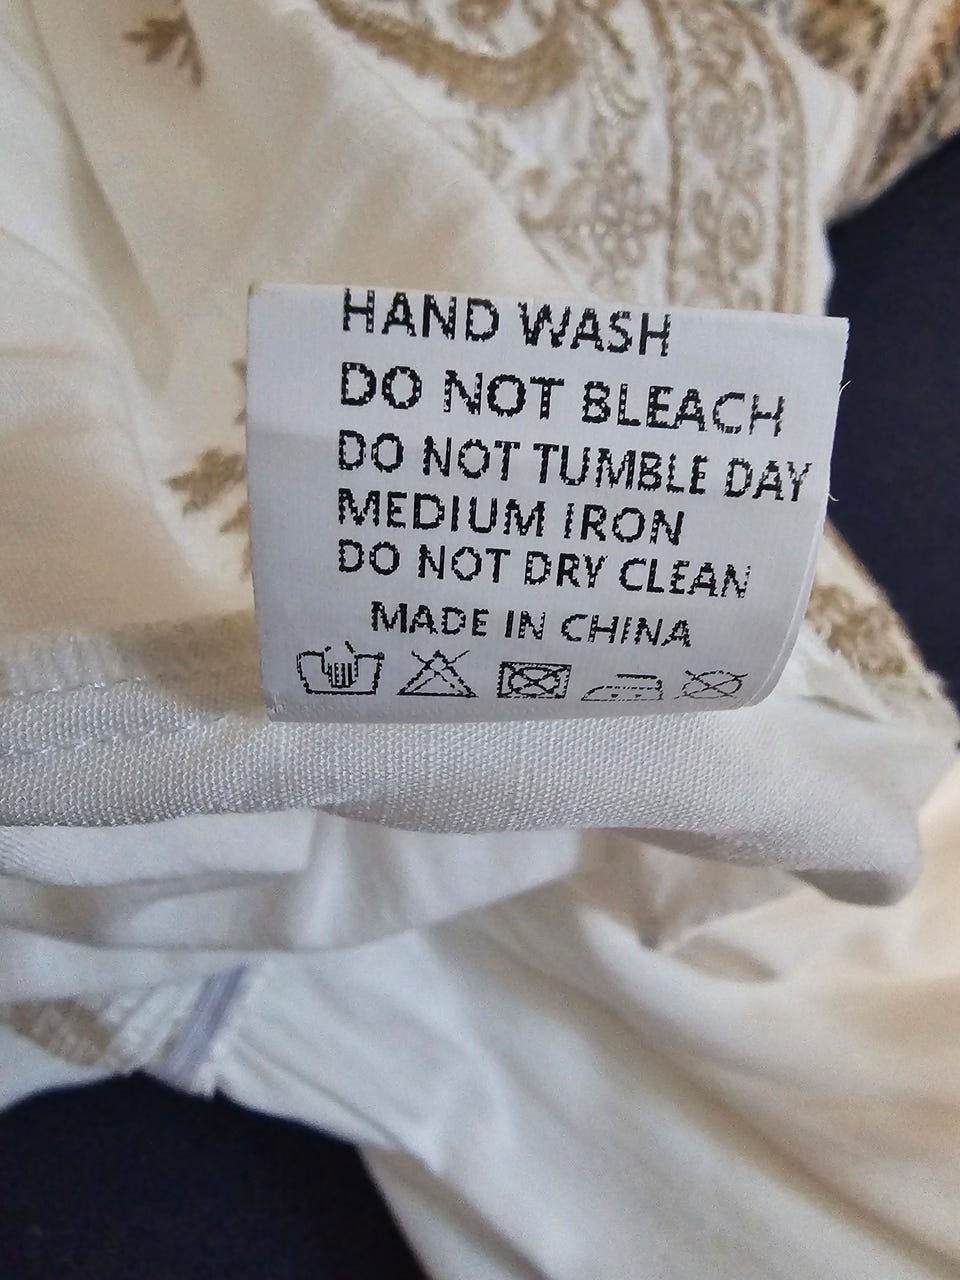 HAND WASH
DO NOT BLEACH
DO NOT TUMBLE DAY
MEDIUM IRON
DO NOT DRY CLEAN
MADE IN CHINA